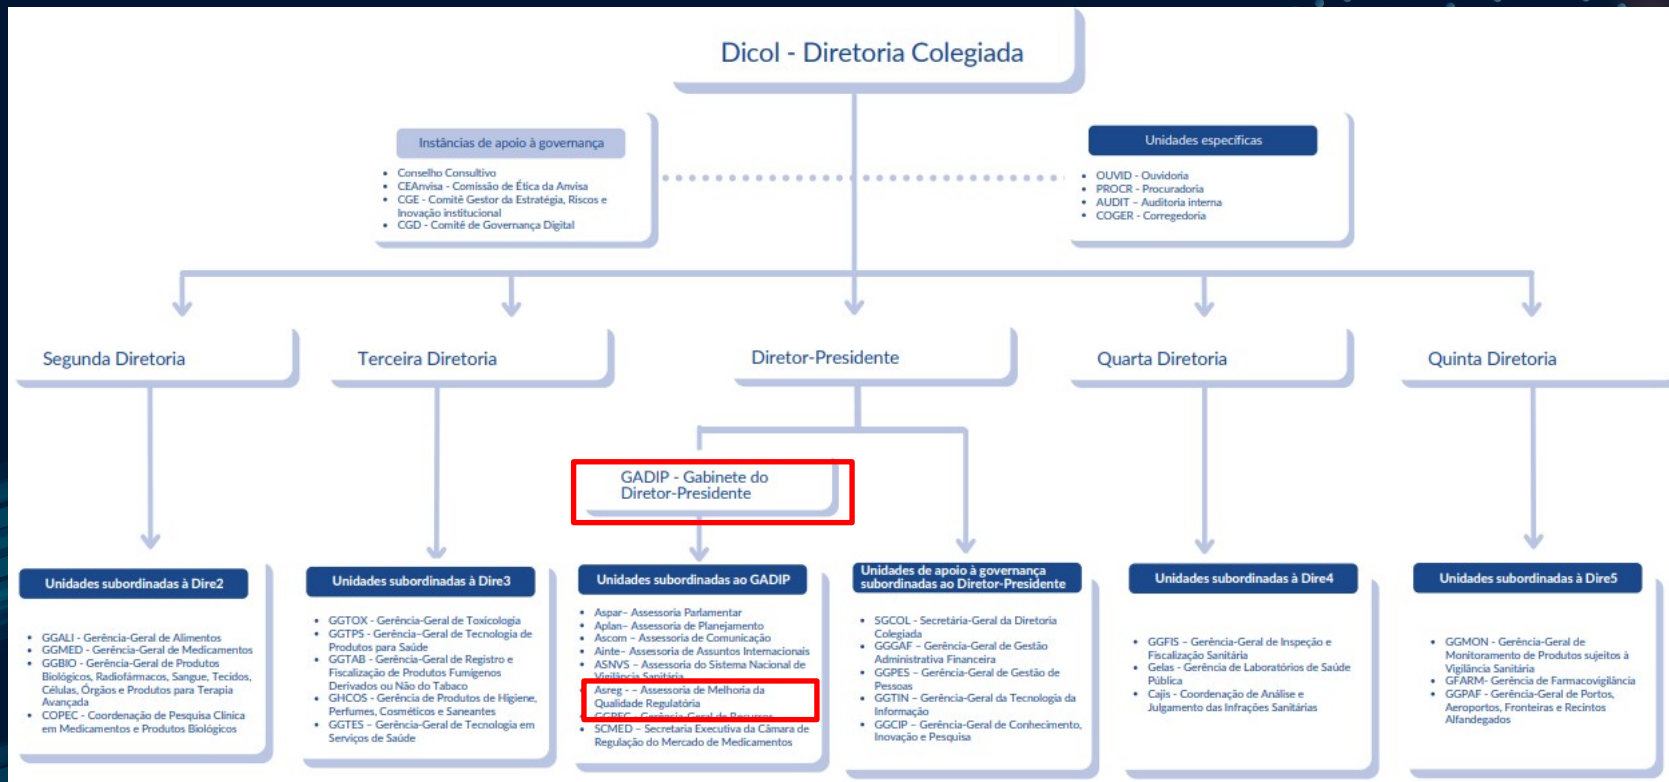 Dicol - Diretoria Colegiada
Instâncias de apoio à governança
• Conselho Consultivo
• CEAnvisa - Comissão de Ética da Anvisa
• CGE - Comitê Gestor da Estratégia, Riscos e
Inovação institucional
• CGD - Comitê de Governança Digital
Unidades específicas
• OUVID - Ouvidoria
• PROCR - Procuradoria
• AUDIT – Auditoria interna
• COGER - Corregedoria
Segunda Diretoria
Terceira Diretoria
Diretor-Presidente
Quarta Diretoria
Quinta Diretoria
GADIP - Gabinete do
Diretor-Presidente
Unidades subordinadas à Dire2
• GGALI - Gerência-Geral de Alimentos
• GGMED - Gerência-Geral de Medicamentos
• GGBIO - Gerência-Geral de Produtos
Biológicos, Radiofármacos, Sangue, Tecidos,
Células, Órgãos e Produtos para Terapia
Avançada
• COPEC - Coordenação de Pesquisa Clínica
em Medicamentos e Produtos Biológicos
Unidades subordinadas à Dire3
• GGTOX - Gerência-Geral de Toxicologia
• GGTPS - Gerência–Geral de Tecnologia de
Produtos para Saúde
• GGTAB - Gerência-Geral de Registro e
Fiscalização de Produtos Fumígenos
Derivados ou Não do Tabaco
• GHCOS - Gerência de Produtos de Higiene,
Perfumes, Cosméticos e Saneantes
• GGTES - Gerência-Geral de Tecnologia em
Serviços de Saúde
Unidades subordinadas ao GADIP
• Aspar– Assessoria Parlamentar
• Aplan– Assessoria de Planejamento
• Ascom – Assessoria de Comunicação
• Ainte– Assessoria de Assuntos Internacionais
• ASNVS – Assessoria do Sistema Nacional de
Vigilância Sanitária
• Asreg - – Assessoria de Melhoria da
Qualidade Regulatória
• GGREC - Gerência-Geral de Recursos
• SCMED – Secretaria Executiva da Câmara de
Regulação do Mercado de Medicamentos
Unidades de apoio à governança
subordinadas ao Diretor-Presidente
• SGCOL - Secretária-Geral da Diretoria
Colegiada
• GGGAF – Gerência-Geral de Gestão
Administrativa Financeira
• GGPES – Gerência-Geral de Gestão de
Pessoas
• GGTIN – Gerência-Geral da Tecnologia da
Informação
• GGCIP – Gerência-Geral de Conhecimento,
Inovação e Pesquisa
Unidades subordinadas à Dire4
• GGFIS – Gerência-Geral de Inspeção e
Fiscalização Sanitária
• Gelas - Gerência de Laboratórios de Saúde
Pública
• Cajis - Coordenação de Análise e
Julgamento das Infrações Sanitárias
Unidades subordinadas à Dire5
• GGMON - Gerência-Geral de
Monitoramento de Produtos sujeitos à
Vigilância Sanitária
• GFARM- Gerência de Farmacovigilância
• GGPAF - Gerência-Geral de Portos,
Aeroportos, Fronteiras e Recintos
Alfandegados